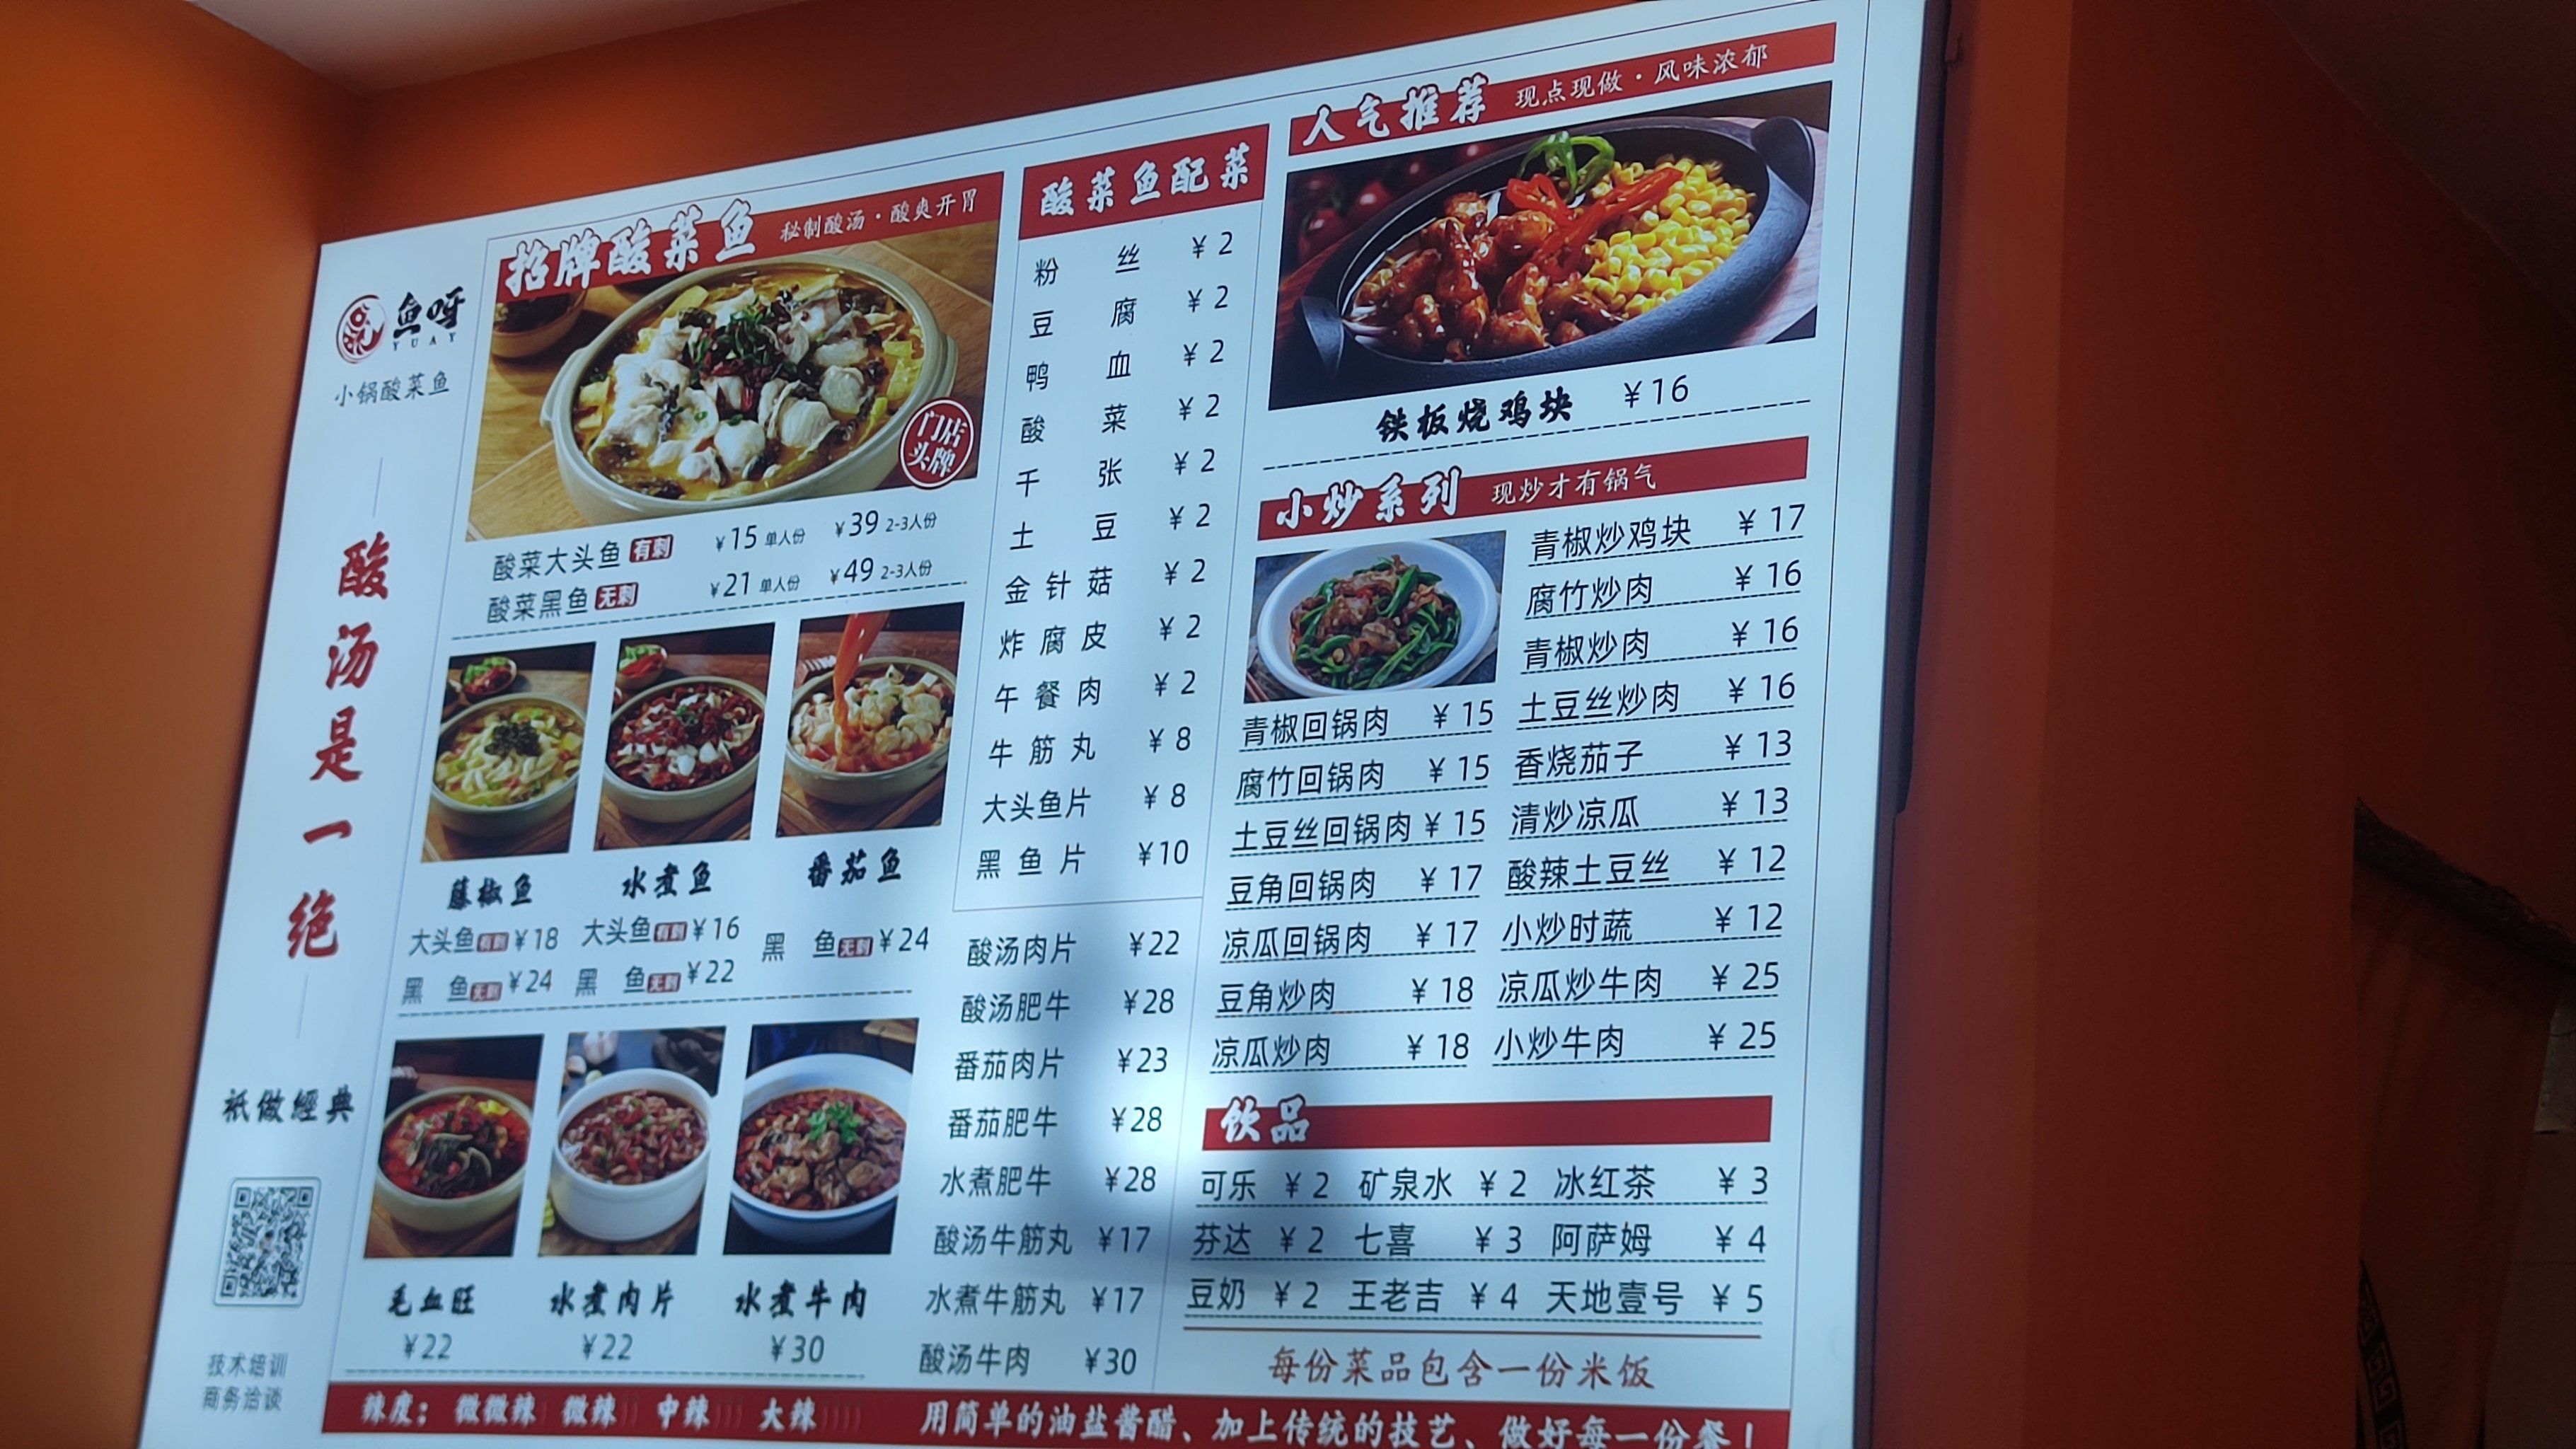 鱼呀
YUAY
小锅酸菜鱼
酸汤是一绝
祇做經典
技术培训
商务洽谈
招牌酸菜鱼 秘制酸汤·酸爽开胃
门店
头牌
酸菜大头鱼 有刺 ¥15 单人份 ¥39 2-3人份
酸菜黑鱼 无刺 ¥21 单人份 ¥49 2-3人份
藤椒鱼
大头鱼 有刺 ¥18
黑鱼 无刺 ¥24
水煮鱼
大头鱼 有刺 ¥16
黑鱼 无刺 ¥22
番茄鱼
黑鱼 无刺 ¥24
毛血旺
¥22
水煮肉片
¥22
水煮牛肉
¥30
酸菜鱼配菜
粉丝 ¥2
豆腐 ¥2
鸭血 ¥2
酸菜 ¥2
千张 ¥2
土豆 ¥2
金针菇 ¥2
炸腐皮 ¥2
午餐肉 ¥2
牛筋丸 ¥8
大头鱼片 ¥8
黑鱼片 ¥10
酸汤肉片 ¥22
酸汤肥牛 ¥28
番茄肉片 ¥23
番茄肥牛 ¥28
水煮肥牛 ¥28
酸汤牛筋丸 ¥17
水煮牛筋丸 ¥17
酸汤牛肉 ¥30
人气推荐 现点现做·风味浓郁
铁板烧鸡块 ¥16
小炒系列 现炒才有锅气
青椒回锅肉 ¥15
腐竹回锅肉 ¥15
土豆丝回锅肉 ¥15
豆角回锅肉 ¥17
凉瓜回锅肉 ¥17
豆角炒肉 ¥18
凉瓜炒肉 ¥18
青椒炒鸡块 ¥17
腐竹炒肉 ¥16
青椒炒肉 ¥16
土豆丝炒肉 ¥16
香烧茄子 ¥13
清炒凉瓜 ¥13
酸辣土豆丝 ¥12
小炒时蔬 ¥12
凉瓜炒牛肉 ¥25
小炒牛肉 ¥25
饮品
可乐 ¥2 矿泉水 ¥2 冰红茶 ¥3
芬达 ¥2 七喜 ¥3 阿萨姆 ¥4
豆奶 ¥2 王老吉 ¥4 天地壹号 ¥5
每份菜品包含一份米饭
辣度： 微微辣 微辣 中辣 大辣 用简单的油盐酱醋、加上传统的技艺、做好每一份餐！